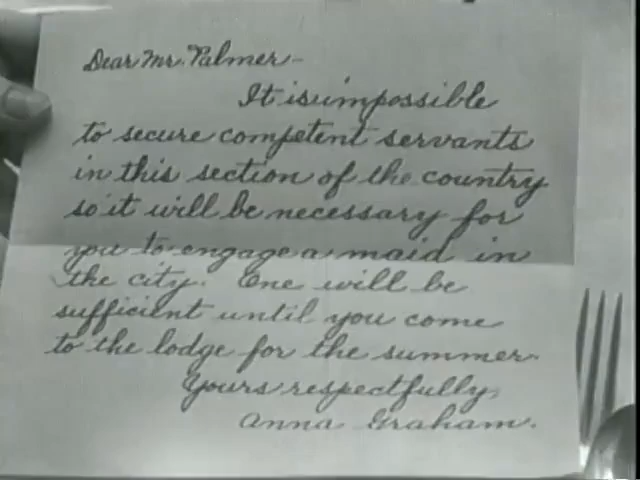 Dear Mr. Palmer-
It is impossible
to secure competent servants
in this section of the country
so it will be necessary for
you to engage a maid in
the city. One will be
sufficient until you come
to the lodge for the summer.
Yours respectfully,
Anna Graham.